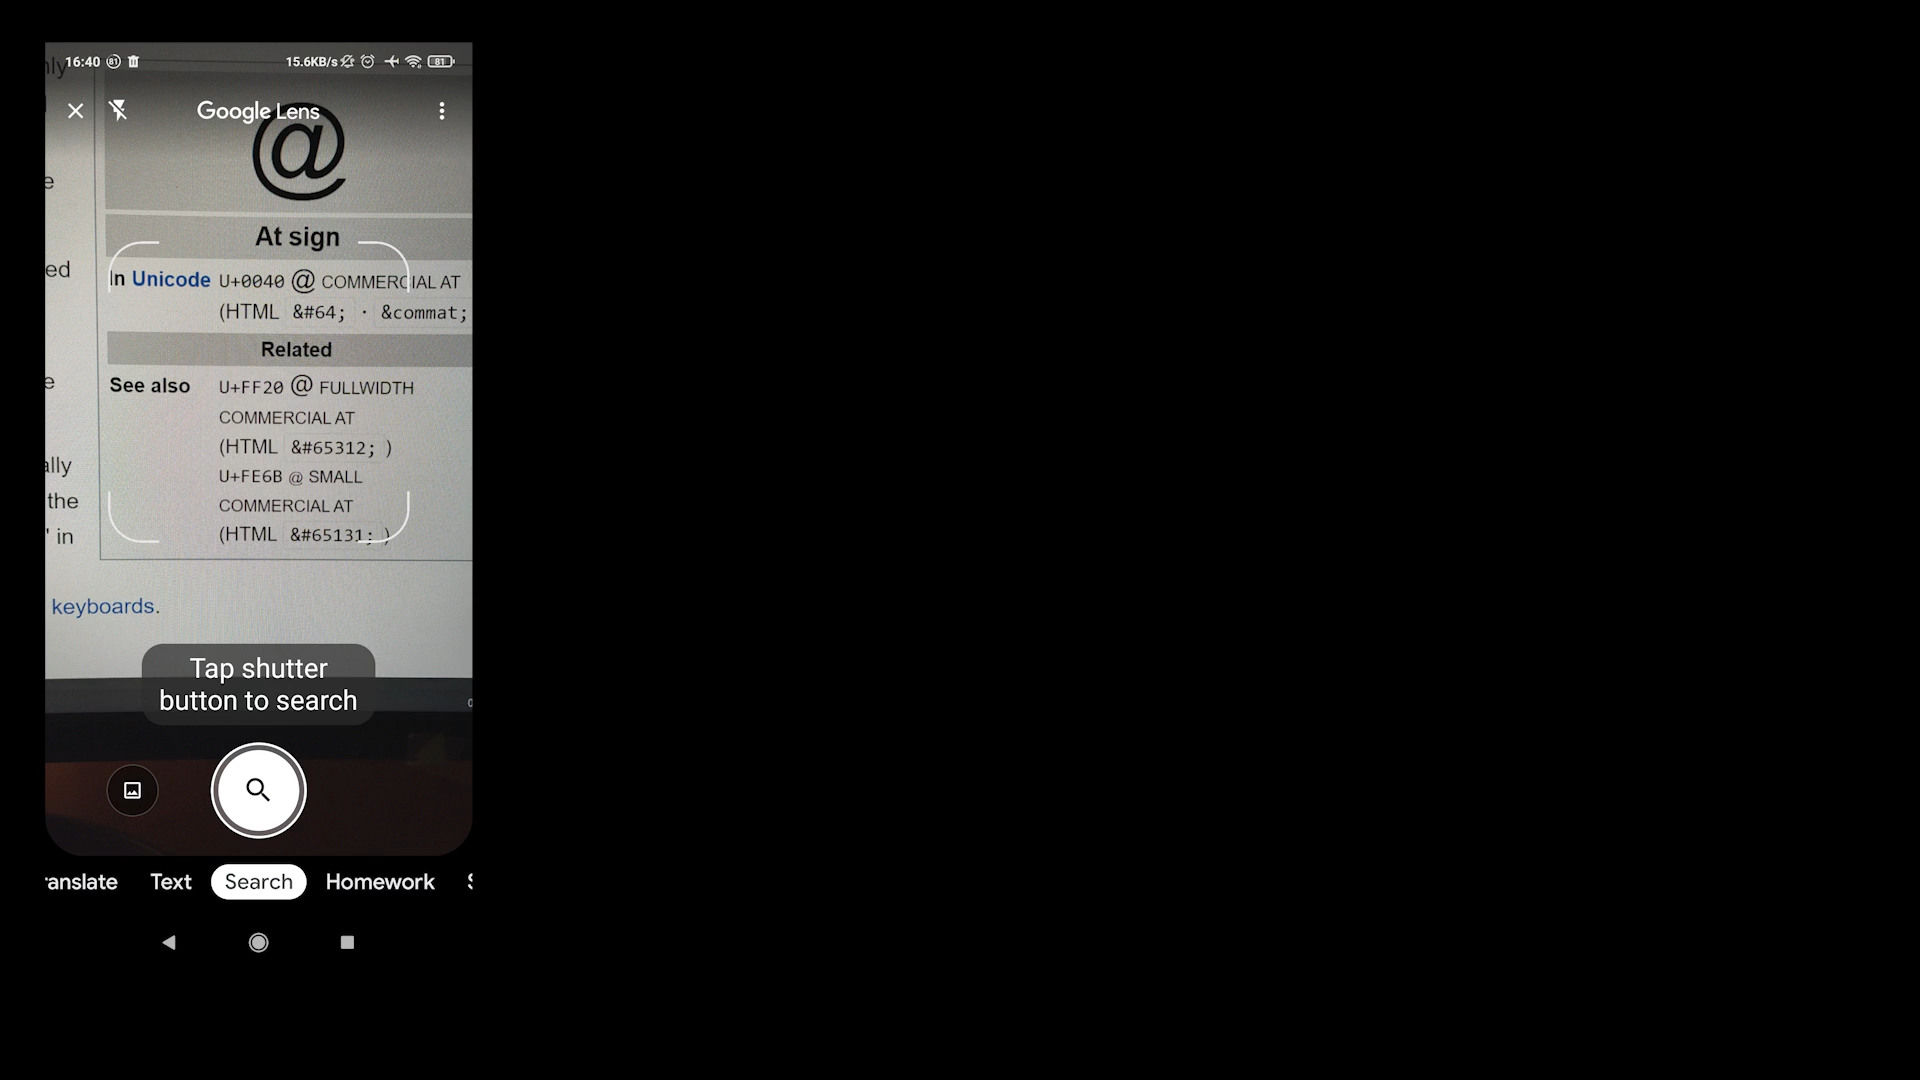 16:40 81 15.6KB/s 81
Google Lens
@
At sign
In Unicode U+0040 @ COMMERCIAL AT
(HTML &#64; · &commat;
Related
See also U+FF20 @ FULLWIDTH
COMMERCIAL AT
(HTML &#65312; )
U+FE6B @ SMALL
COMMERCIAL AT
(HTML &#65131; )
ed
the
in
keyboards.
Tap shutter
button to search
Text Search Homework